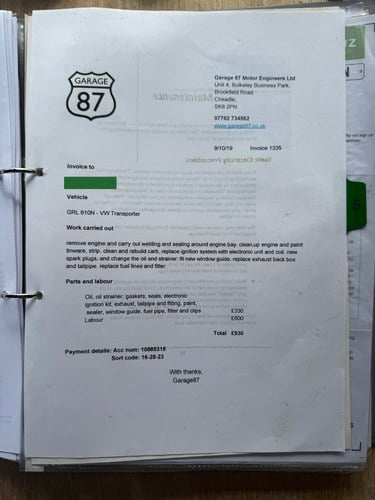 GARAGE
87
Garage 87 Motor Engineers Ltd
Unit 4, Bulkeley Business Park,
Brookfield Road
Cheadle,
SK8 2PN
07762 734562
www.garage87.co.uk
9/10/19 Invoice 1335
Invoice to
Vehicle
GRL 610N - VW Transporter
Work carried out
remove engine and carry out welding and sealing around engine bay, clean up engine and paint
tinware, strip, clean and rebuild carb, replace ignition system with electronic unit and coil, new
spark plugs, and change the oil and strainer. fit new window guide, replace exhaust back box
and tailpipe. replace fuel lines and filter.
Parts and labour
Oil, oil strainer, gaskets, seals, electronic
ignition kit, exhaust, tailpipe and fitting, paint,
sealer, window guide, fuel pipe, filter and clips £330
Labour £600
Total £930
Payment details: Acc num: 10885318
Sort code: 16-28-23
With thanks,
Garage87
Maintenance
Static Electricity Precautions
S